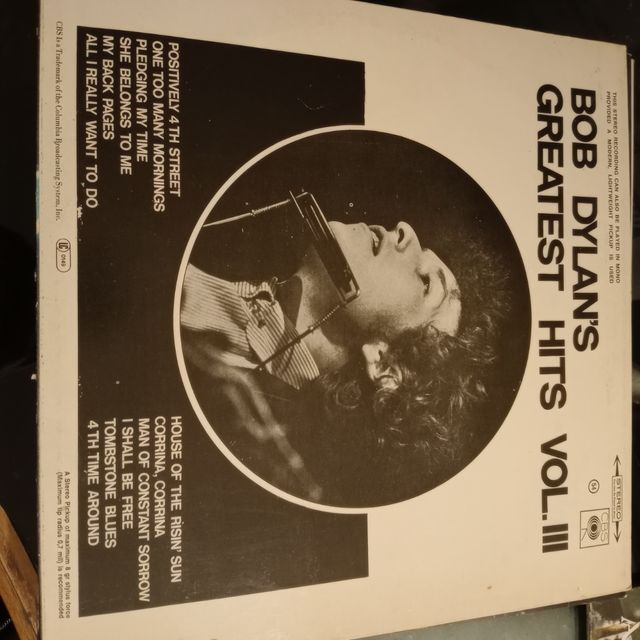 THIS STEREO RECORDING CAN ALSO BE PLAYED IN MONO
PROVIDED A MODERN, LIGHTWEIGHT PICKUP IS USED
BOB DYLAN'S
GREATEST HITS VOL. III
STEREO
CBS
R
54
POSITIVELY 4TH STREET
ONE TOO MANY MORNINGS
PLEDGING MY TIME
SHE BELONGS TO ME
MY BACK PAGES
ALL I REALLY WANT TO DO
HOUSE OF THE RISIN' SUN
CORRINA, CORRINA
MAN OF CONSTANT SORROW
I SHALL BE FREE
TOMBSTONE BLUES
4TH TIME AROUND
CBS Is a Trademark of the Columbia Broadcasting System, Inc.
LC 0149
A Stereo Pickup of maximum 8 gr stylus force
(Maximum tip radius 0,7 mil) is recommended